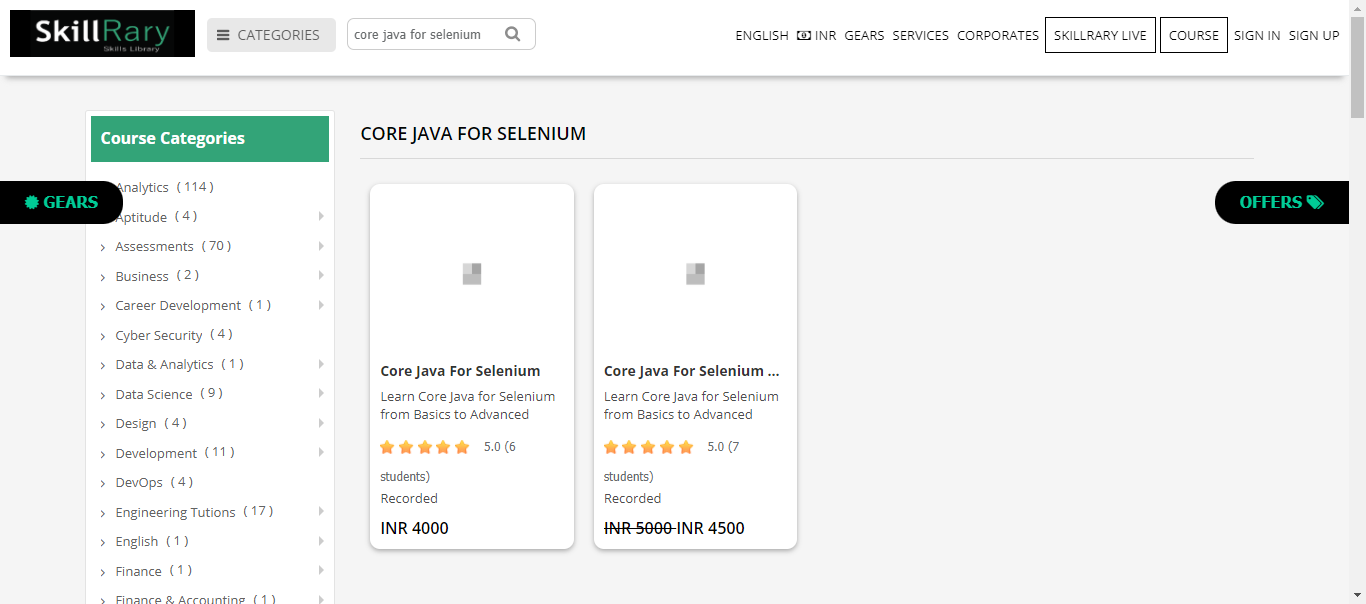 SkillRary
Skills Library
CATEGORIES
core java for selenium
ENGLISH INR GEARS SERVICES CORPORATES SKILLRARY LIVE COURSE SIGN IN SIGN UP
Course Categories
Analytics ( 114 )
Aptitude ( 4 )
Assessments ( 70 )
Business ( 2 )
Career Development ( 1 )
Cyber Security ( 4 )
Data & Analytics ( 1 )
Data Science ( 9 )
Design ( 4 )
Development ( 11 )
DevOps ( 4 )
Engineering Tutions ( 17 )
English ( 1 )
Finance ( 1 )
Finance & Accounting ( 1 )
GEARS
OFFERS
CORE JAVA FOR SELENIUM
Core Java For Selenium
Learn Core Java for Selenium
from Basics to Advanced
5.0 (6
students)
Recorded
INR 4000
Core Java For Selenium ...
Learn Core Java for Selenium
from Basics to Advanced
5.0 (7
students)
Recorded
INR 5000 INR 4500